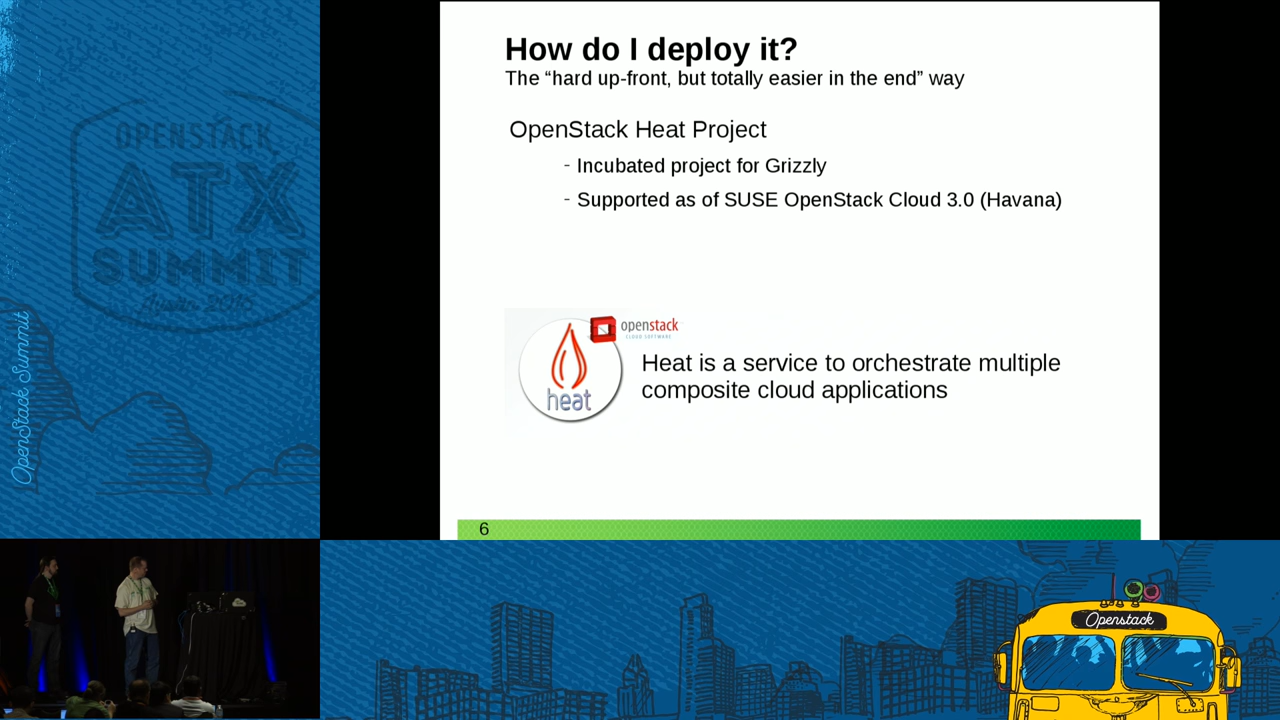 How do I deploy it?
The “hard up-front, but totally easier in the end” way
OpenStack Heat Project
- Incubated project for Grizzly
- Supported as of SUSE OpenStack Cloud 3.0 (Havana)
openstack
CLOUD SOFTWARE
heat
Heat is a service to orchestrate multiple
composite cloud applications
6
OPENSTACK
ATX
SUMMIT
Austin 2016
OpenStack Summit
Openstack